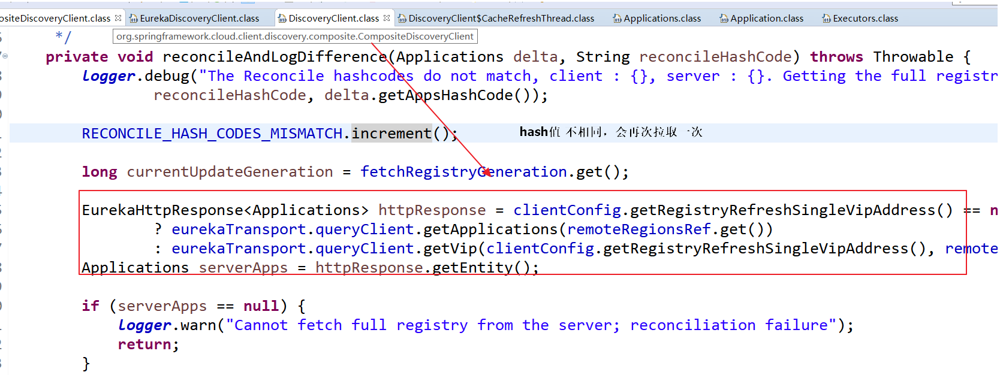 ositeDiscoveryClient.class EurekaDiscoveryClient.class DiscoveryClient.class DiscoveryClient$CacheRefreshThread.class Applications.class Application.class Executors.class
org.springframework.cloud.client.discovery.composite.CompositeDiscoveryClient
*/
private void reconcileAndLogDifference(Applications delta, String reconcileHashCode) throws Throwable {
logger.debug("The Reconcile hashcodes do not match, client : {}, server : {}. Getting the full registr
reconcileHashCode, delta.getAppsHashCode());
RECONCILE_HASH_CODES_MISMATCH.increment(); hash值 不相同，会再次拉取一次
long currentUpdateGeneration = fetchRegistryGeneration.get();
EurekaHttpResponse<Applications> httpResponse = clientConfig.getRegistryRefreshSingleVipAddress() == n
? eurekaTransport.queryClient.getApplications(remoteRegionsRef.get())
: eurekaTransport.queryClient.getVip(clientConfig.getRegistryRefreshSingleVipAddress(), remote
Applications serverApps = httpResponse.getEntity();
if (serverApps == null) {
logger.warn("Cannot fetch full registry from the server; reconciliation failure");
return;
}